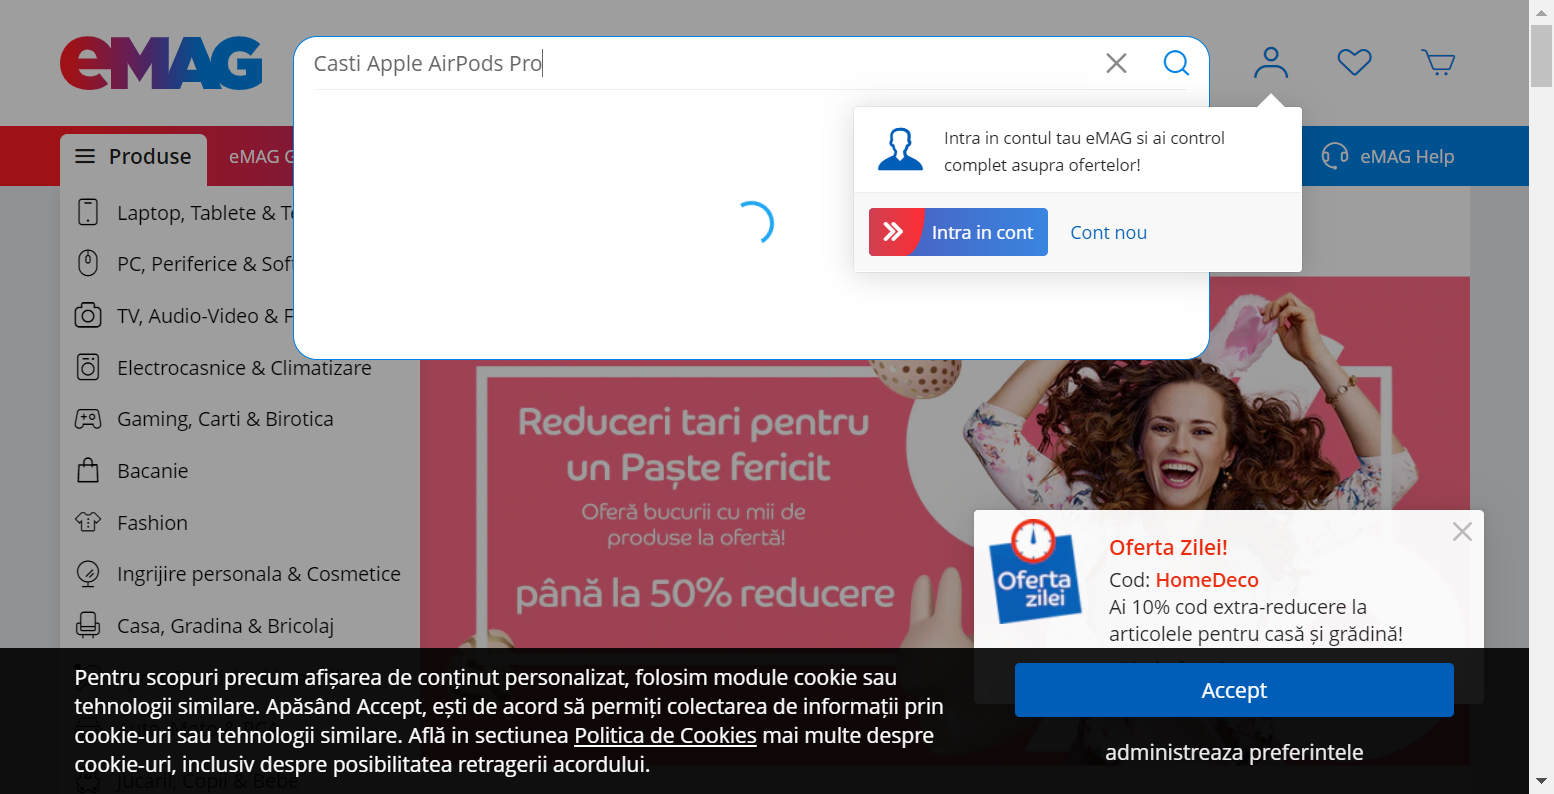 eMAG
Casti Apple AirPods Pro
Intra in contul tau eMAG si ai control
complet asupra ofertelor!
Intra in cont
Cont nou
Produse
eMAG
eMAG Help
Laptop, Tablete &
PC, Periferice &
TV, Audio-Video &
Electrocasnice & Climatizare
Gaming, Carti & Birotica
Bacanie
Fashion
Ingrijire personala & Cosmetice
Casa, Gradina & Bricolaj
Jucarii, Copii & Bebe
Reduceri tari pentru
un Paște fericit
Oferă bucurii cu mii de
produse la ofertă!
până la 50% reducere
Oferta
zilei
Oferta Zilei!
Cod: HomeDeco
Ai 10% cod extra-reducere la
articolele pentru casă și grădină!
Pentru scopuri precum afișarea de conținut personalizat, folosim module cookie sau
tehnologii similare. Apăsând Accept, ești de acord să permiți colectarea de informații prin
cookie-uri sau tehnologii similare. Află in sectiunea Politica de Cookies mai multe despre
cookie-uri, inclusiv despre posibilitatea retragerii acordului.
Accept
administreaza preferintele